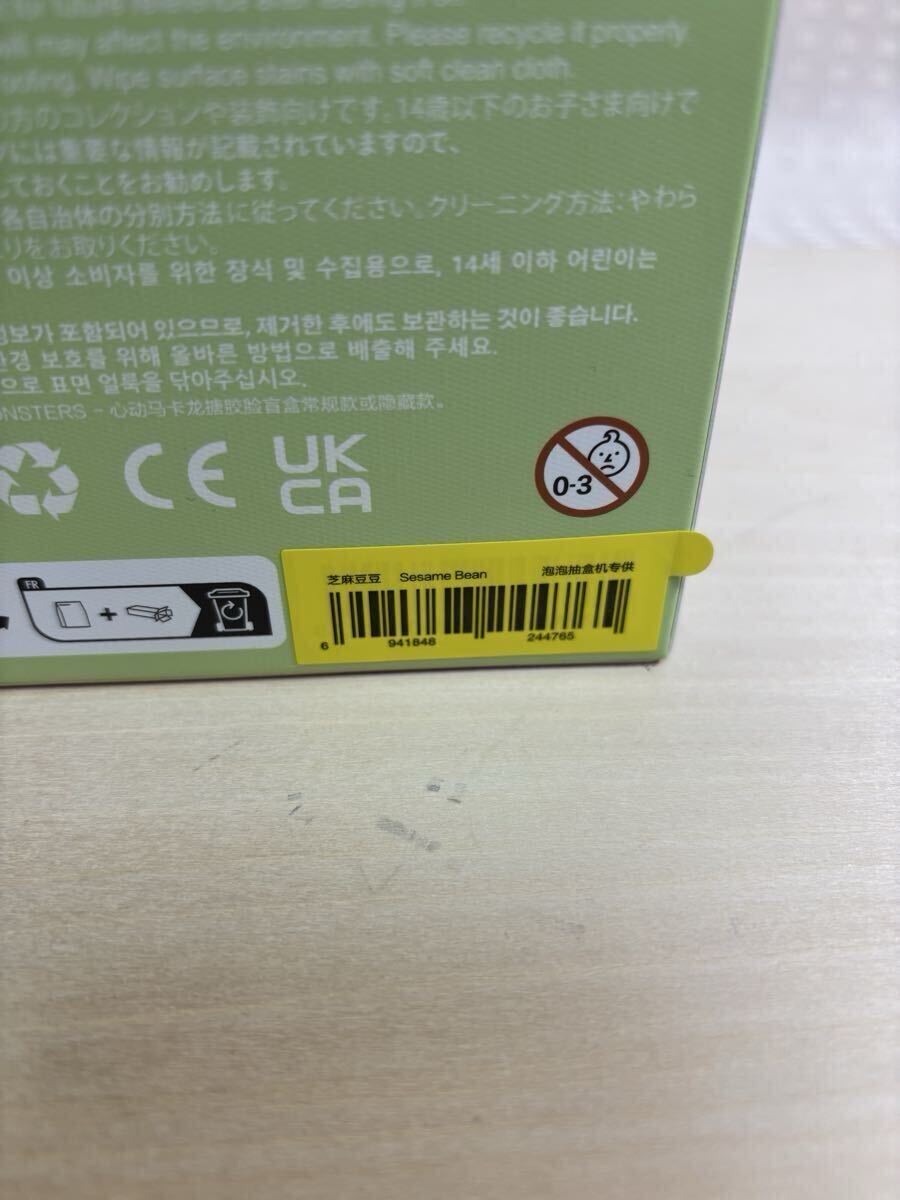 for future reference after
will may affect the environment. Please recycle it properly.
Wipe surface stains with soft clean cloth.
の方のコレクションや装飾向けです。14歳以下のお子さま向けで
には重要な情報が記載されていますので、
しておくことをお勧めします。
各自治体の分別方法に従ってください。クリーニング方法：やわら
をお取りください。
이상 소비자를 위한 장식 및 수집용으로, 14세 이하 어린이는
정보가 포함되어 있으므로, 제거한 후에도 보관하는 것이 좋습니다.
환경 보호를 위해 올바른 방법으로 배출해 주세요.
으로 표면 얼룩을 닦아주십시오.
ONSTERS - 心动马卡龙搪胶脸盲盒常规款或隐藏款。
CE UK CA
0-3
FR
芝麻豆豆 Sesame Bean 泡泡抽盒机专供
6 941848 244765